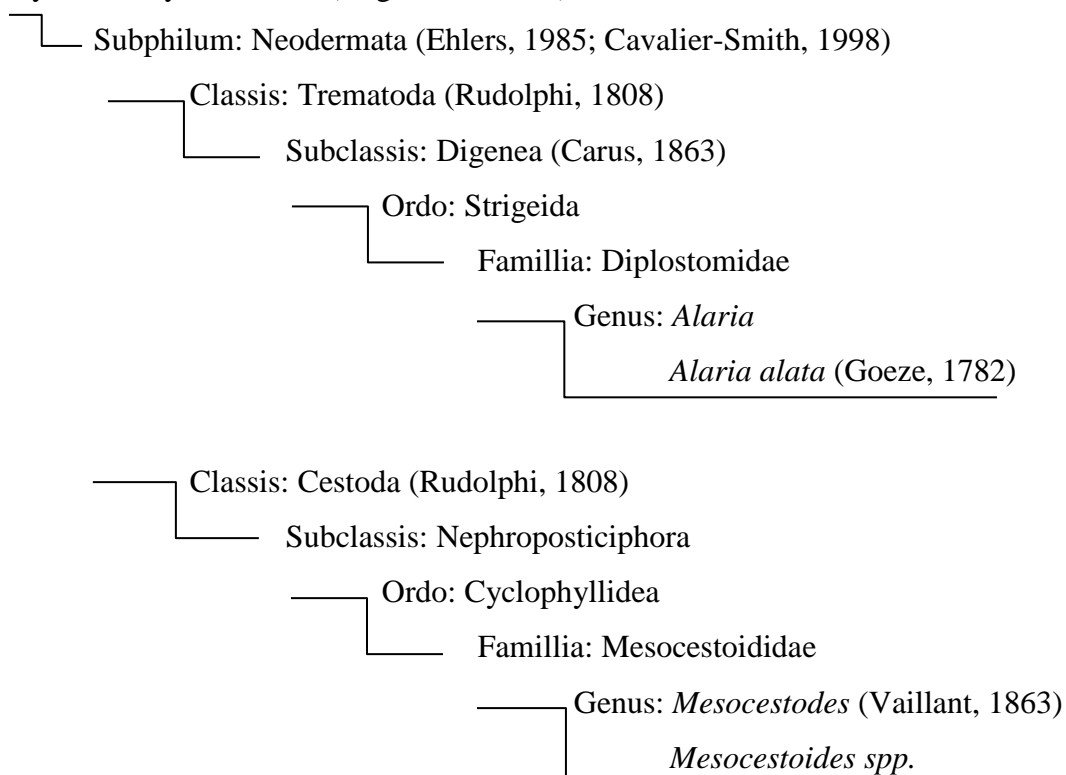 Subphilum: Neodermata (Ehlers, 1985; Cavalier-Smith, 1998)
Classis: Trematoda (Rudolphi, 1808)
Subclassis: Digenea (Carus, 1863)
Ordo: Strigeida
Famillia: Diplostomidae
Genus: Alaria
Alaria alata (Goeze, 1782)
Classis: Cestoda (Rudolphi, 1808)
Subclassis: Nephroposticiphora
Ordo: Cyclophyllidea
Famillia: Mesocestoididae
Genus: Mesocestodes (Vaillant, 1863)
Mesocestoides spp.